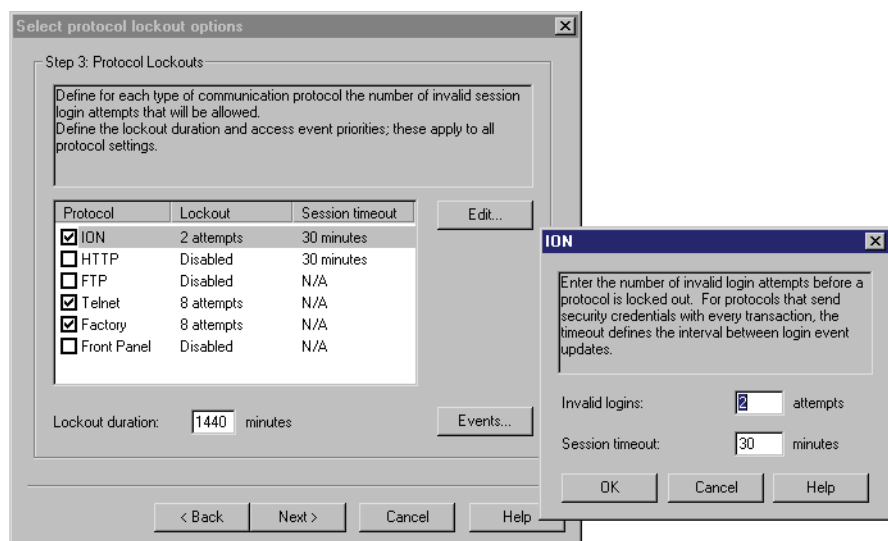 Select protocol lockout options
Step 3: Protocol Lockouts
Define for each type of communication protocol the number of invalid session
login attempts that will be allowed.
Define the lockout duration and access event priorities; these apply to all
protocol settings.
Protocol Lockout Session timeout
ION 2 attempts 30 minutes
HTTP Disabled 30 minutes
FTP Disabled N/A
Telnet 8 attempts N/A
Factory 8 attempts N/A
Front Panel Disabled N/A
Edit...
Lockout duration: 1440 minutes
Events...
< Back Next > Cancel Help
ION
Enter the number of invalid login attempts before a
protocol is locked out. For protocols that send
security credentials with every transaction, the
timeout defines the interval between login event
updates.
Invalid logins: 2 attempts
Session timeout: 30 minutes
OK Cancel Help